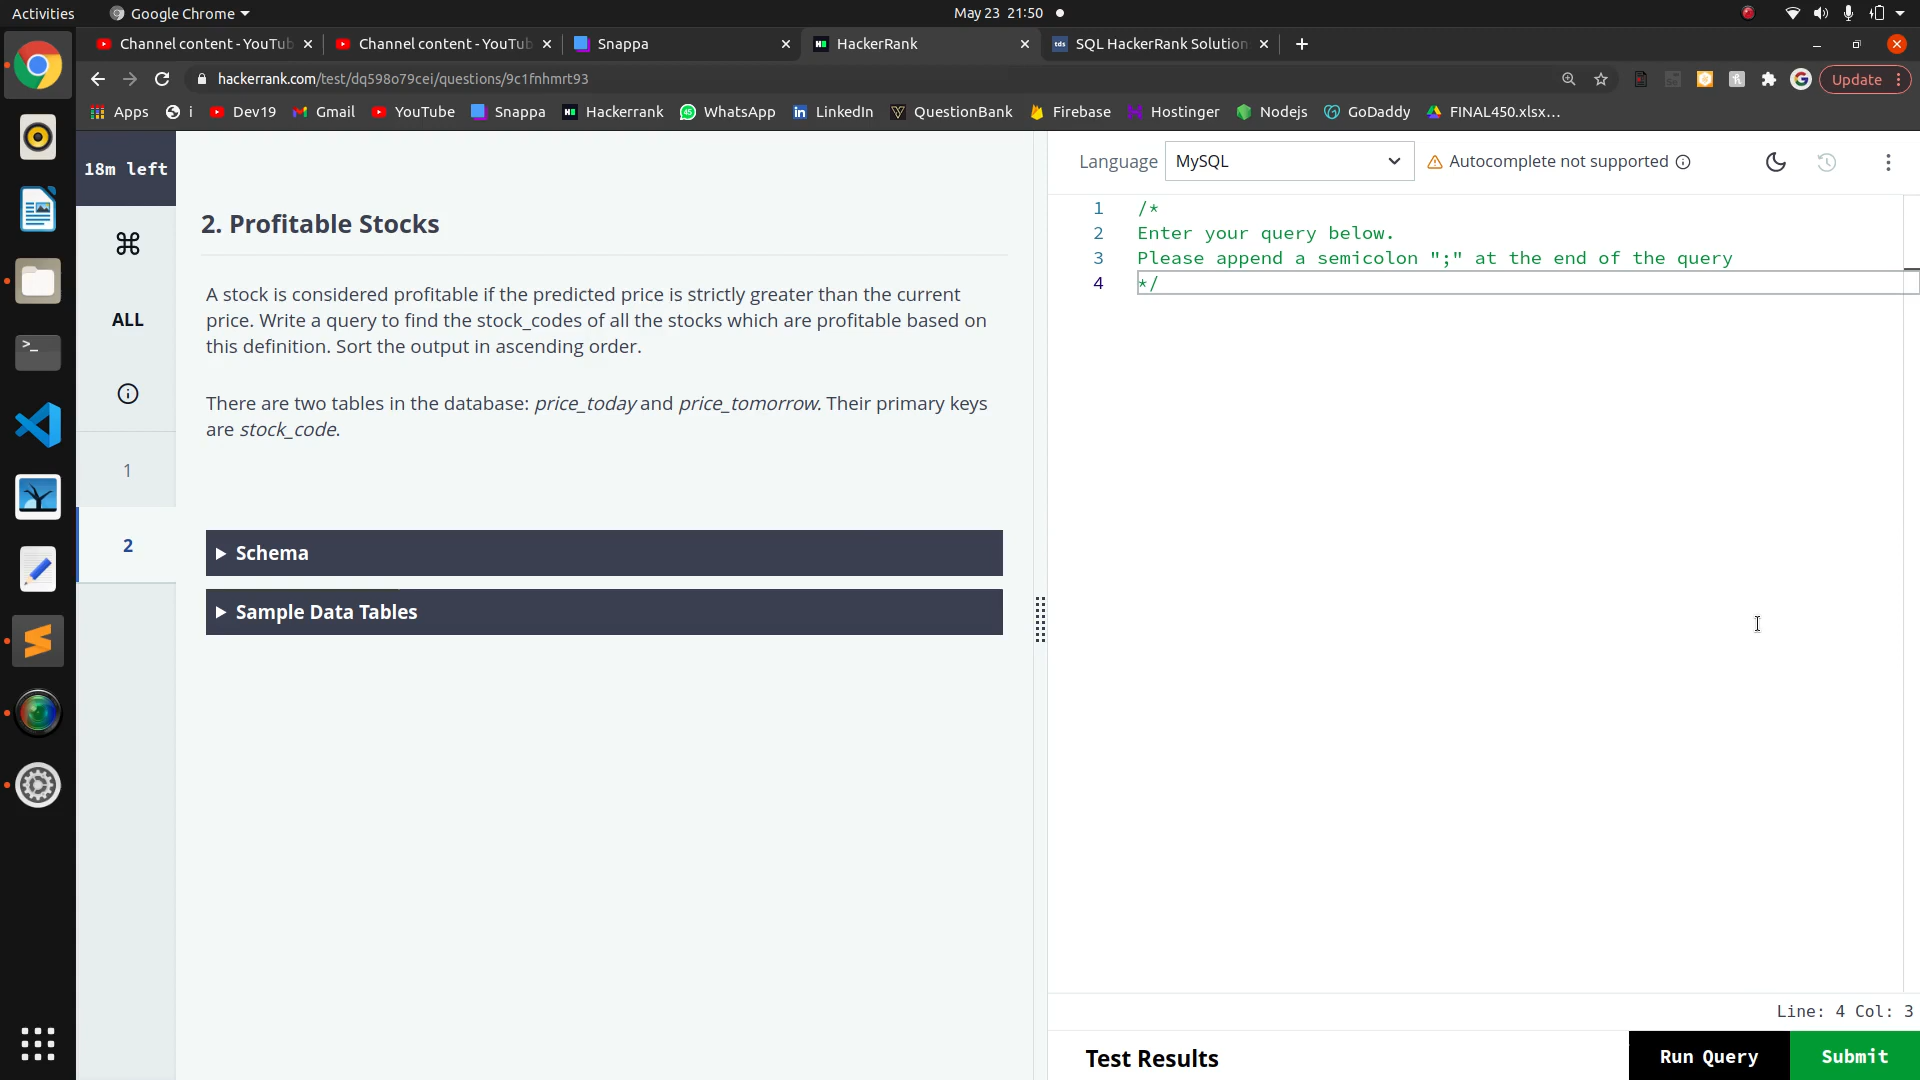 Activities
Google Chrome
May 23 21:50
Channel content - YouTub
Channel content - YouTub
Snappa
HackerRank
tds SQL HackerRank Solution
hackerrank.com/test/dq598o79cei/questions/9c1fnhmrt93
Update
Apps
i
Dev19
Gmail
YouTube
Snappa
Hackerrank
WhatsApp
LinkedIn
QuestionBank
Firebase
Hostinger
Nodejs
GoDaddy
FINAL450.xlsx...
18m left
ALL
1
2
2. Profitable Stocks
A stock is considered profitable if the predicted price is strictly greater than the current
price. Write a query to find the stock_codes of all the stocks which are profitable based on
this definition. Sort the output in ascending order.
There are two tables in the database: price_today and price_tomorrow. Their primary keys
are stock_code.
Schema
Sample Data Tables
Language
MySQL
Autocomplete not supported
1 /*
2 Enter your query below.
3 Please append a semicolon ";" at the end of the query
4 */
Line: 4 Col: 3
Test Results
Run Query
Submit